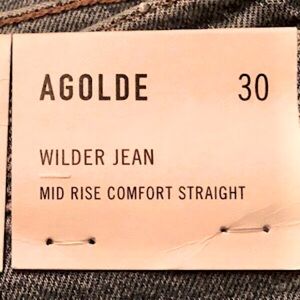 AGOLDE 30
WILDER JEAN
MID RISE COMFORT STRAIGHT